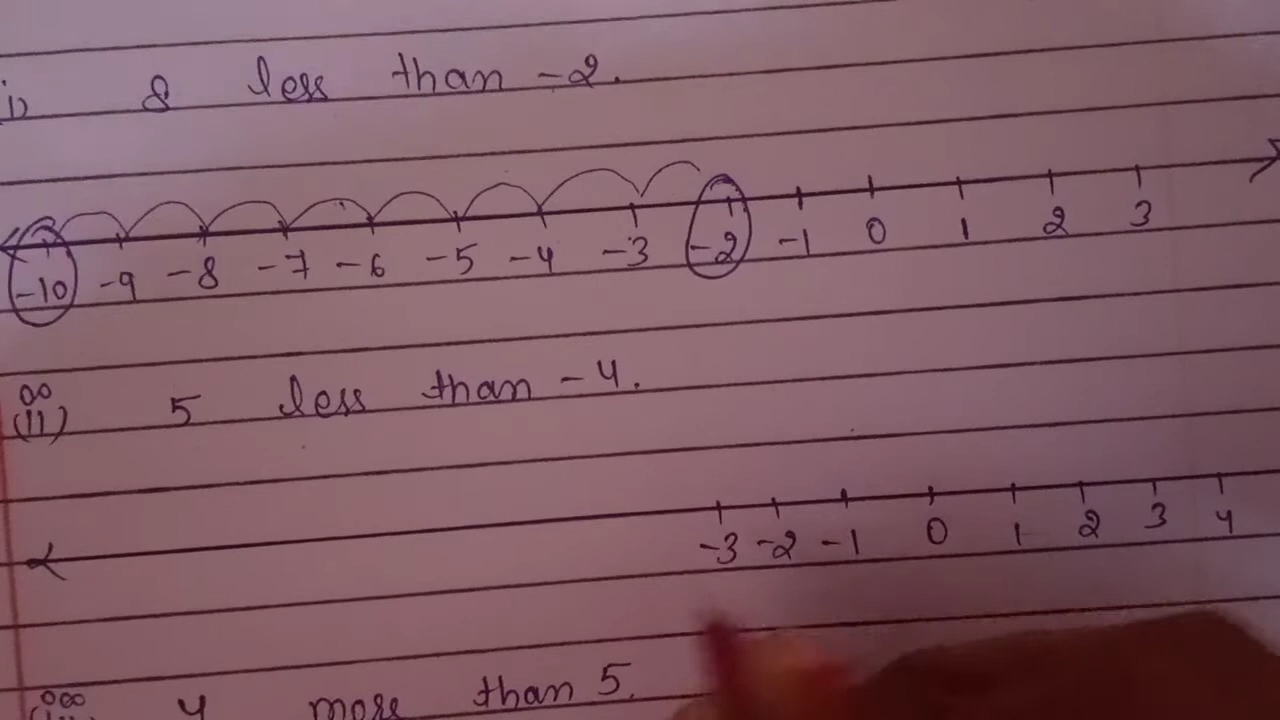 i) 8 less than -2.
-10 -9 -8 -7 -6 -5 -4 -3 -2 -1 0 1 2 3
(ii) 5 less than -4.
-3 -2 -1 0 1 2 3 4
(iii) 4 more than 5.